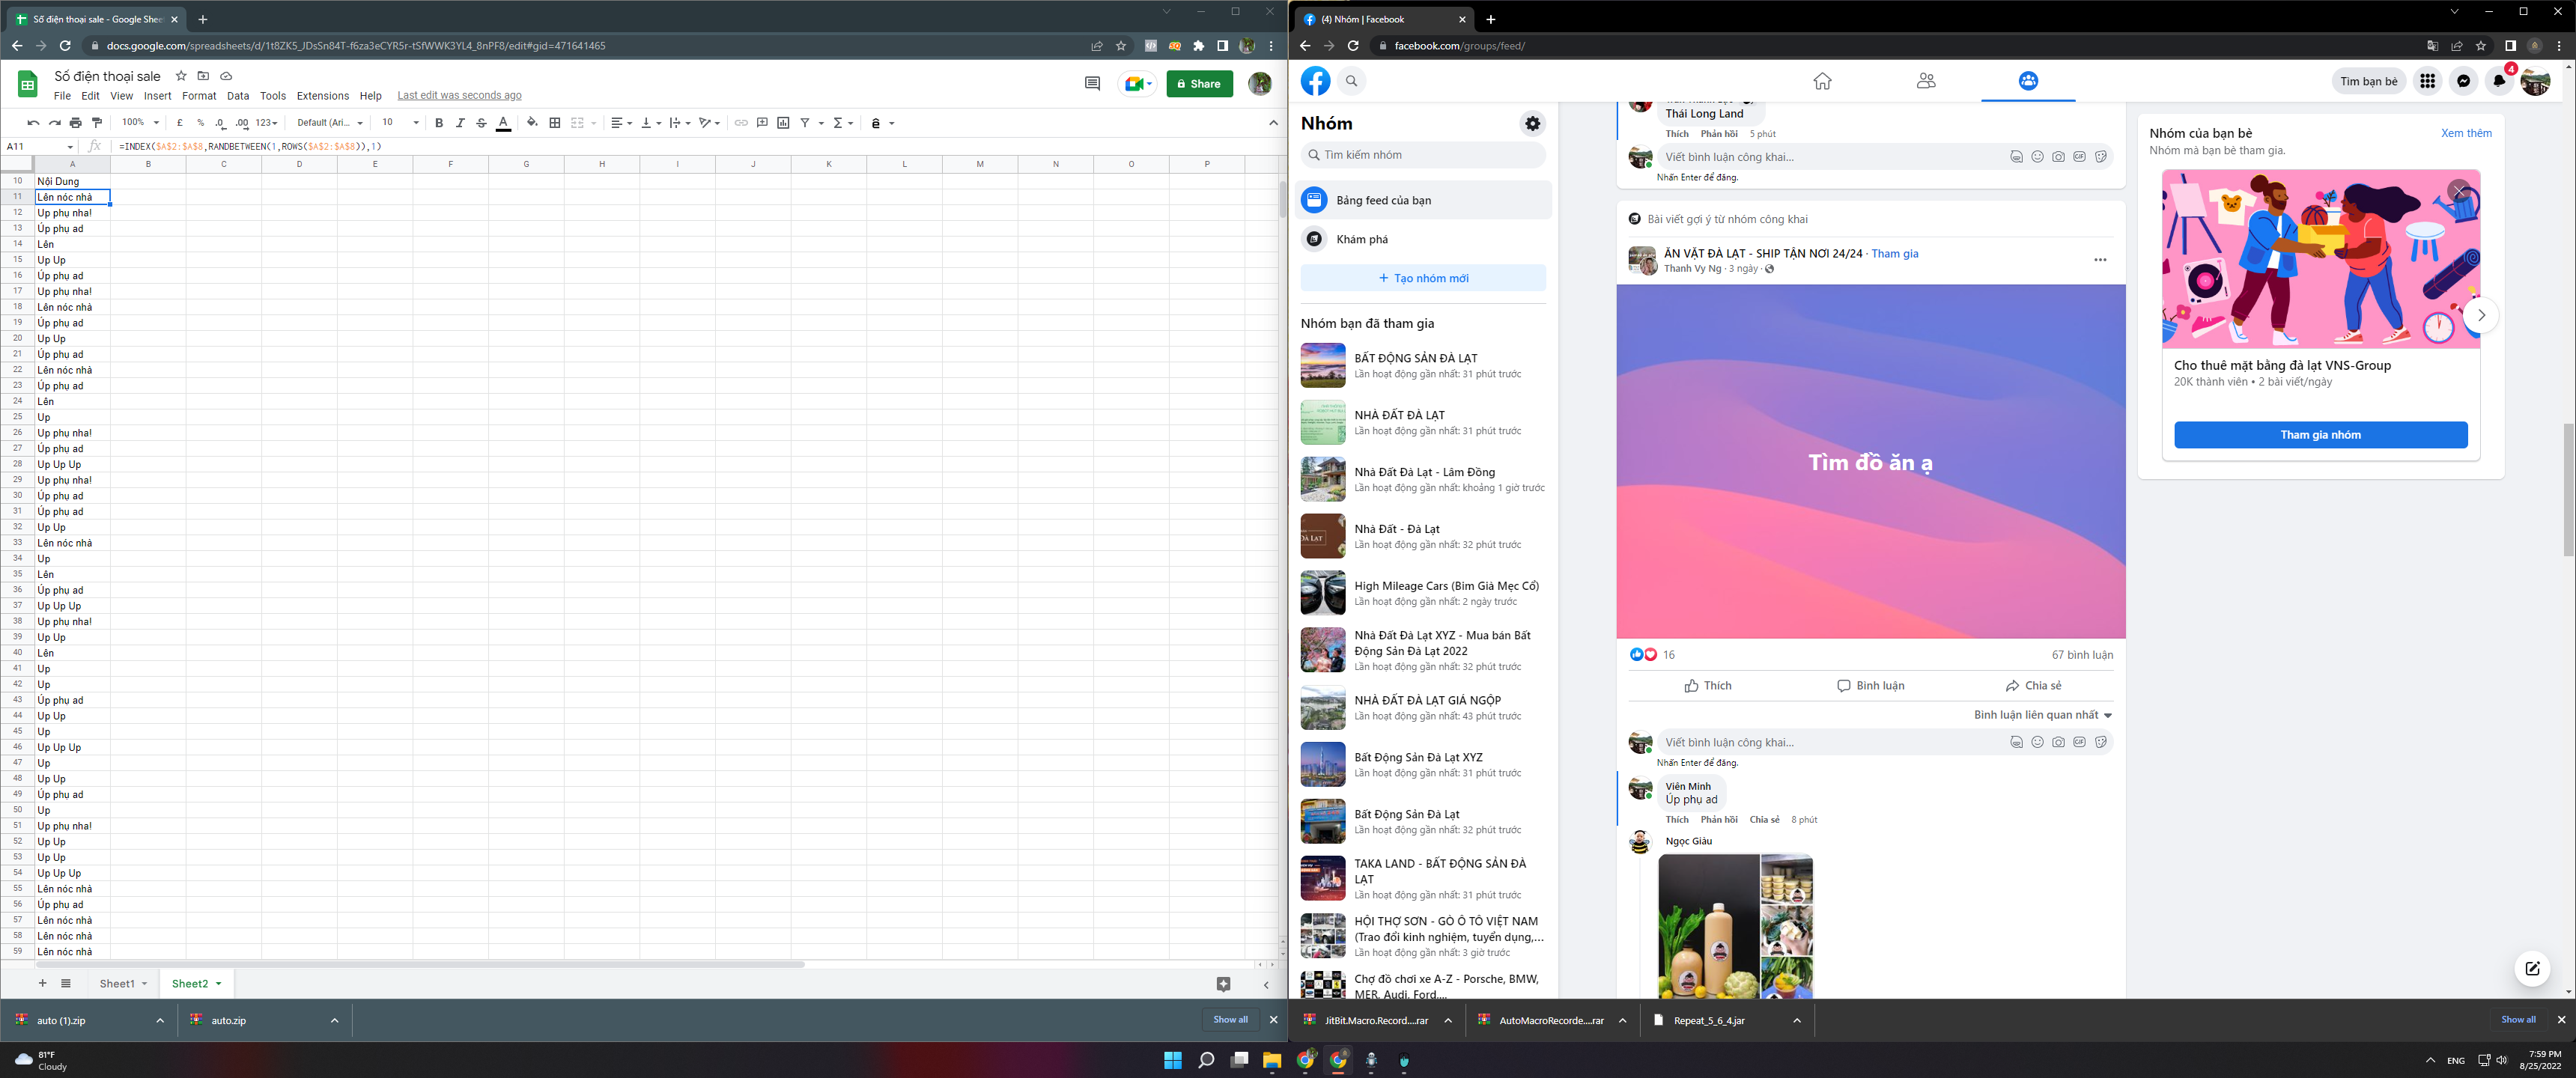 Số điện thoại sale - Google Shee
docs.google.com/spreadsheets/d/1t8ZK5_JDsSn84T-f6za3eCYR5r-tSfWWK3YL4_8nPF8/edit#gid=471641465
Số điện thoại sale
File Edit View Insert Format Data Tools Extensions Help Last edit was seconds ago
Share
100% £ % .0 .00 123 Default (Ari... 10 B I S A
A11 fx =INDEX($A$2:$A$8,RANDBETWEEN(1,ROWS($A$2:$A$8)),1)
A B C D E F G H I J K L M N O P
10 Nội Dung
11 Lên nóc nhà
12 Up phụ nha!
13 Úp phụ ad
14 Lên
15 Up Up
16 Úp phụ ad
17 Up phụ nha!
18 Lên nóc nhà
19 Úp phụ ad
20 Up Up
21 Úp phụ ad
22 Lên nóc nhà
23 Úp phụ ad
24 Lên
25 Up
26 Up phụ nha!
27 Úp phụ ad
28 Up Up Up
29 Up phụ nha!
30 Úp phụ ad
31 Úp phụ ad
32 Up Up
33 Lên nóc nhà
34 Up
35 Lên
36 Úp phụ ad
37 Up Up Up
38 Up phụ nha!
39 Up Up
40 Lên
41 Up
42 Up
43 Úp phụ ad
44 Up Up
45 Up
46 Up Up Up
47 Up
48 Up Up
49 Úp phụ ad
50 Up
51 Up phụ nha!
52 Up Up
53 Up Up
54 Up Up Up
55 Lên nóc nhà
56 Úp phụ ad
57 Lên nóc nhà
58 Lên nóc nhà
59 Lên nóc nhà
Sheet1 Sheet2
auto (1).zip auto.zip Show all
(4) Nhóm | Facebook
facebook.com/groups/feed/
Tìm bạn bè
4
Nhóm
Tìm kiếm nhóm
Bảng feed của bạn
Khám phá
+ Tạo nhóm mới
Nhóm bạn đã tham gia
BẤT ĐỘNG SẢN ĐÀ LẠT
Lần hoạt động gần nhất: 31 phút trước
NHÀ ĐẤT ĐÀ LẠT
Lần hoạt động gần nhất: 31 phút trước
Nhà Đất Đà Lạt - Lâm Đồng
Lần hoạt động gần nhất: khoảng 1 giờ trước
Nhà Đất - Đà Lạt
Lần hoạt động gần nhất: 32 phút trước
High Mileage Cars (Bim Già Mẹc Cổ)
Lần hoạt động gần nhất: 2 ngày trước
Nhà Đất Đà Lạt XYZ - Mua bán Bất
Động Sản Đà Lạt 2022
Lần hoạt động gần nhất: 32 phút trước
NHÀ ĐẤT ĐÀ LẠT GIÁ NGỘP
Lần hoạt động gần nhất: 43 phút trước
Bất Động Sản Đà Lạt XYZ
Lần hoạt động gần nhất: 31 phút trước
Bất Động Sản Đà Lạt
Lần hoạt động gần nhất: 32 phút trước
TAKA LAND - BẤT ĐỘNG SẢN ĐÀ
LẠT
Lần hoạt động gần nhất: 31 phút trước
HỘI THỢ SƠN - GÒ Ô TÔ VIỆT NAM
(Trao đổi kinh nghiệm, tuyển dụng,...
Lần hoạt động gần nhất: 3 giờ trước
Chợ đồ chơi xe A-Z - Porsche, BMW,
MER, Audi, Ford....
Thái Long Land
Thích Phản hồi 5 phút
Viết bình luận công khai...
GIF
Nhấn Enter để đăng.
Bài viết gợi ý từ nhóm công khai
ĂN VẶT ĐÀ LẠT - SHIP TẬN NƠI 24/24 · Tham gia
Thanh Vy Ng · 3 ngày ·
Tìm đồ ăn ạ
16 67 bình luận
Thích Bình luận Chia sẻ
Bình luận liên quan nhất
Viết bình luận công khai...
GIF
Nhấn Enter để đăng.
Viên Minh
Úp phụ ad
Thích Phản hồi Chia sẻ 8 phút
Ngọc Giàu
Nhóm của bạn bè Xem thêm
Nhóm mà bạn bè tham gia.
Cho thuê mặt bằng đà lạt VNS-Group
20K thành viên • 2 bài viết/ngày
Tham gia nhóm
JitBit.Macro.Record....rar AutoMacroRecorde....rar Repeat_5_6_4.jar Show all
81°F
Cloudy
ENG
7:59 PM
8/25/2022